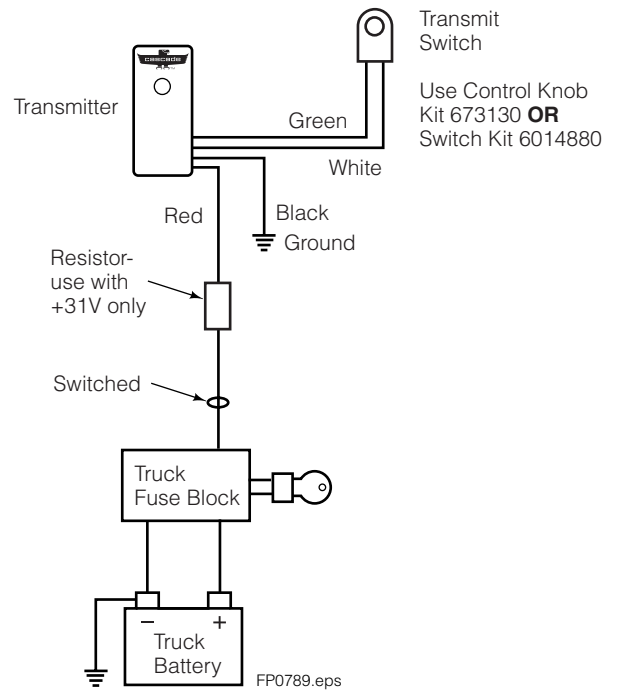 Transmit
Switch
cascade
Transmitter
Use Control Knob
Kit 673130 OR
Switch Kit 6014880
Green
White
Red
Black
Ground
Resistor-
use with
+31V only
Switched
Truck
Fuse Block
− +
Truck
Battery
FP0789.eps